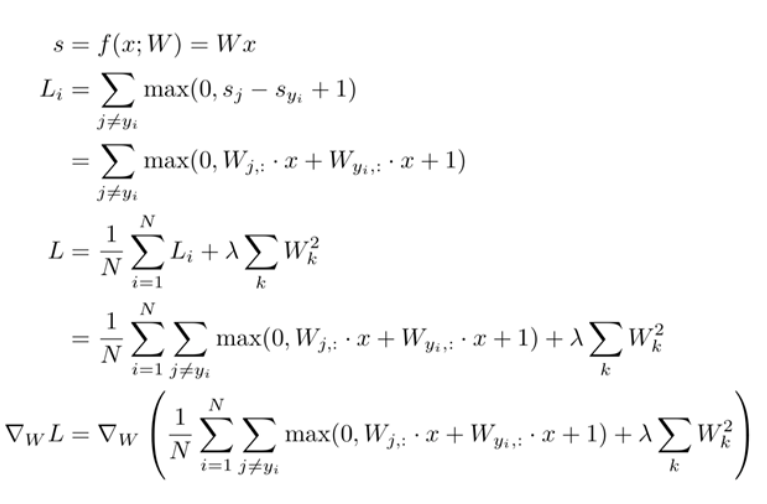 s = f(x; W) = Wx
L_i = \sum_{j \neq y_i} \max(0, s_j - s_{y_i} + 1)
= \sum_{j \neq y_i} \max(0, W_{j,:} \cdot x + W_{y_i,:} \cdot x + 1)
L = \frac{1}{N} \sum_{i=1}^{N} L_i + \lambda \sum_k W_k^2
= \frac{1}{N} \sum_{i=1}^{N} \sum_{j \neq y_i} \max(0, W_{j,:} \cdot x + W_{y_i,:} \cdot x + 1) + \lambda \sum_k W_k^2
\nabla_W L = \nabla_W \left( \frac{1}{N} \sum_{i=1}^{N} \sum_{j \neq y_i} \max(0, W_{j,:} \cdot x + W_{y_i,:} \cdot x + 1) + \lambda \sum_k W_k^2 \right)